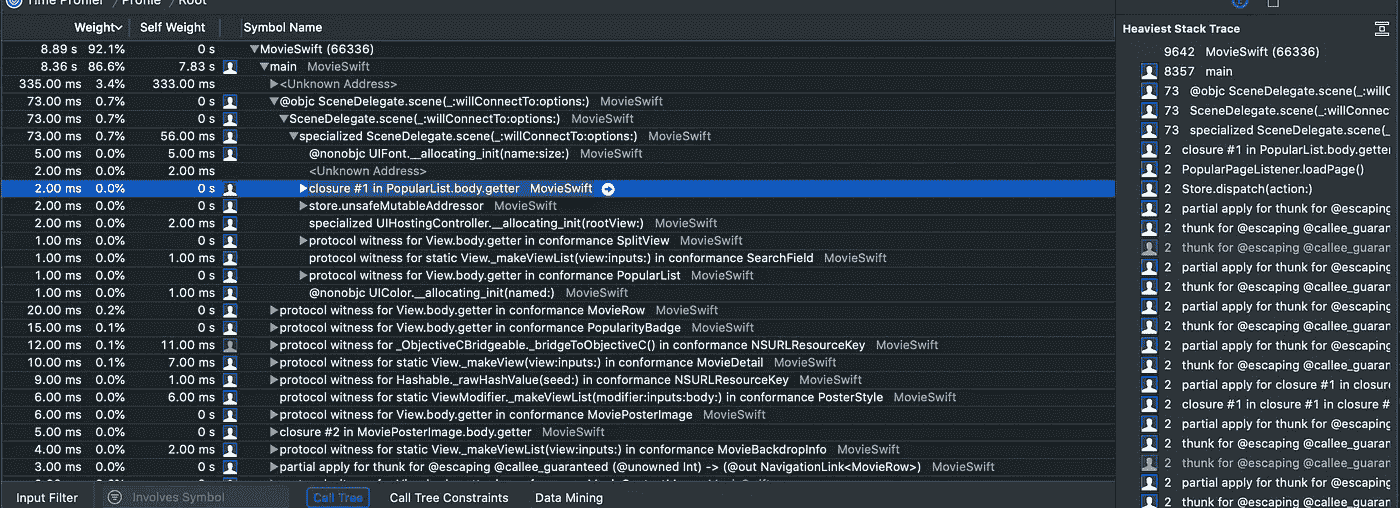 Time Profiler Profile Root
Weight Self Weight Symbol Name
8.89 s 92.1% 0 s MovieSwift (66336)
8.36 s 86.6% 7.83 s main MovieSwift
335.00 ms 3.4% 333.00 ms <Unknown Address>
73.00 ms 0.7% 0 s @objc SceneDelegate.scene(_:willConnectTo:options:) MovieSwift
73.00 ms 0.7% 0 s SceneDelegate.scene(_:willConnectTo:options:) MovieSwift
73.00 ms 0.7% 56.00 ms specialized SceneDelegate.scene(_:willConnectTo:options:) MovieSwift
5.00 ms 0.0% 5.00 ms @nonobjc UIFont.__allocating_init(name:size:) MovieSwift
2.00 ms 0.0% 2.00 ms <Unknown Address>
2.00 ms 0.0% 0 s closure #1 in PopularList.body.getter MovieSwift
2.00 ms 0.0% 0 s store.unsafeMutableAddressor MovieSwift
2.00 ms 0.0% 2.00 ms specialized UIHostingController.__allocating_init(rootView:) MovieSwift
1.00 ms 0.0% 0 s protocol witness for View.body.getter in conformance SplitView MovieSwift
1.00 ms 0.0% 1.00 ms protocol witness for static View._makeViewList(view:inputs:) in conformance SearchField MovieSwift
1.00 ms 0.0% 0 s protocol witness for View.body.getter in conformance PopularList MovieSwift
1.00 ms 0.0% 1.00 ms @nonobjc UIColor.__allocating_init(named:) MovieSwift
20.00 ms 0.2% 0 s protocol witness for View.body.getter in conformance MovieRow MovieSwift
15.00 ms 0.1% 0 s protocol witness for View.body.getter in conformance PopularityBadge MovieSwift
12.00 ms 0.1% 11.00 ms protocol witness for _ObjectiveCBridgeable._bridgeToObjectiveC() in conformance NSURLResourceKey MovieSwift
10.00 ms 0.1% 7.00 ms protocol witness for static View._makeView(view:inputs:) in conformance MovieDetail MovieSwift
9.00 ms 0.0% 1.00 ms protocol witness for Hashable._rawHashValue(seed:) in conformance NSURLResourceKey MovieSwift
6.00 ms 0.0% 6.00 ms protocol witness for static ViewModifier._makeViewList(modifier:inputs:body:) in conformance PosterStyle MovieSwift
6.00 ms 0.0% 0 s protocol witness for View.body.getter in conformance MoviePosterImage MovieSwift
5.00 ms 0.0% 0 s closure #2 in MoviePosterImage.body.getter MovieSwift
4.00 ms 0.0% 2.00 ms protocol witness for static View._makeViewList(view:inputs:) in conformance MovieBackdropInfo MovieSwift
3.00 ms 0.0% 0 s partial apply for thunk for @escaping @callee_guaranteed (@unowned Int) -> (@out NavigationLink<MovieRow>) MovieSwift
Input Filter Involves Symbol Call Tree Call Tree Constraints Data Mining
Heaviest Stack Trace
9642 MovieSwift (66336)
8357 main
73 @objc SceneDelegate.scene(_:willC
73 SceneDelegate.scene(_:willConnect
73 specialized SceneDelegate.scene(_
2 closure #1 in PopularList.body.getter
2 PopularPageListener.loadPage()
2 Store.dispatch(action:)
2 partial apply for thunk for @escaping
2 thunk for @escaping @callee_guaran
2 thunk for @escaping @callee_guaran
2 partial apply for thunk for @escaping
2 thunk for @escaping @callee_guaran
2 partial apply for thunk for @escaping
2 thunk for @escaping @callee_guaran
2 partial apply for thunk for @escaping
2 thunk for @escaping @callee_guaran
2 partial apply for closure #1 in closure
2 closure #1 in closure #1 in closure #
2 partial apply for thunk for @escaping
2 thunk for @escaping @callee_guaran
2 thunk for @escaping @callee_guaran
2 partial apply for thunk for @escaping
2 thunk for @escaping @callee_guaran